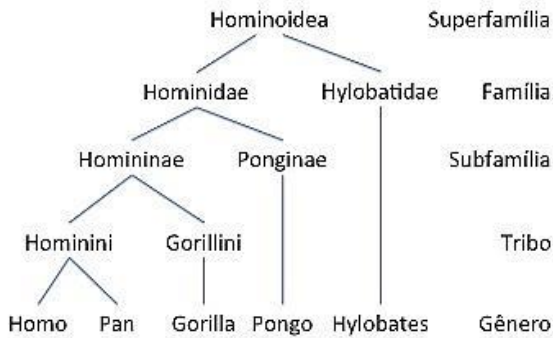 Hominoidea Superfamília
Hominidae Hylobatidae Família
Homininae Ponginae Subfamília
Hominini Gorillini Tribo
Homo Pan Gorilla Pongo Hylobates Gênero